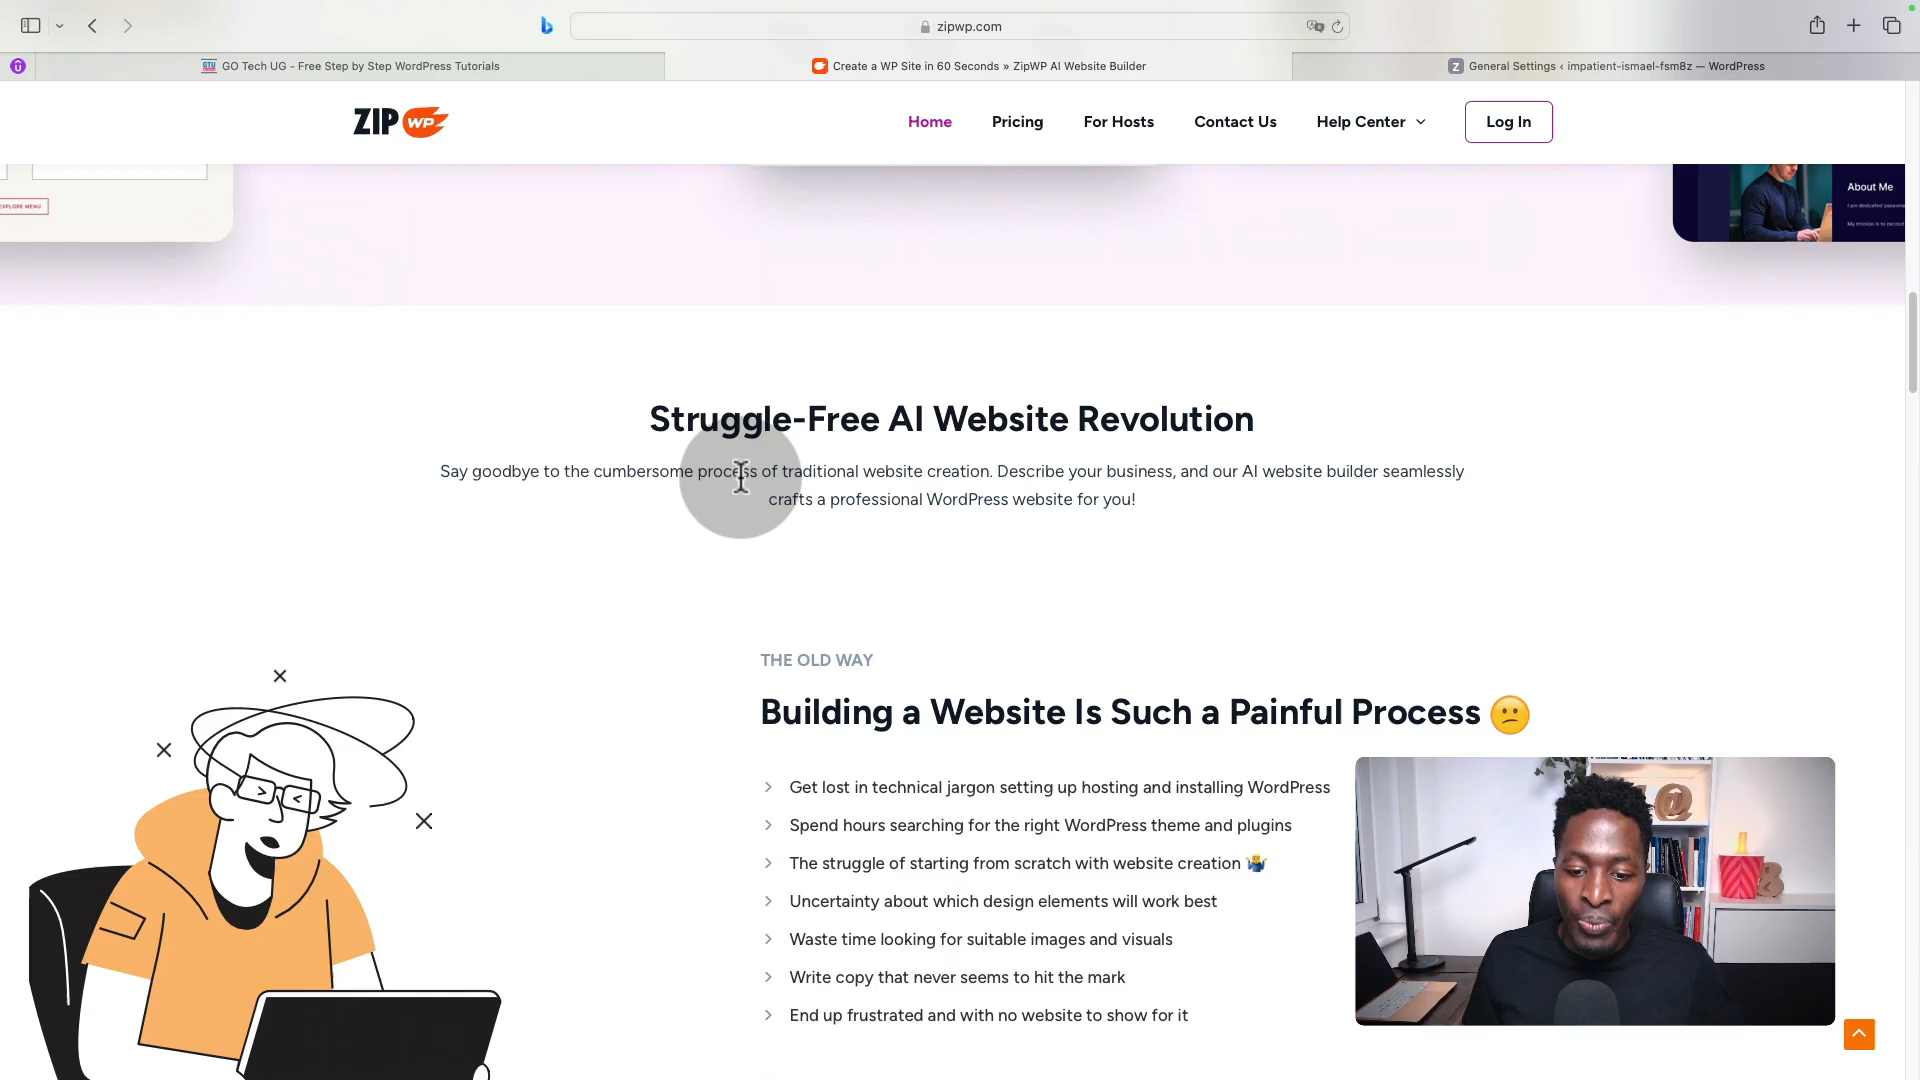 zipwp.com
GO Tech UG - Free Step by Step WordPress Tutorials
Create a WP Site in 60 Seconds » ZipWP AI Website Builder
Z General Settings ‹ impatient-ismael-fsm8z — WordPress
ZIP WP
Home
Pricing
For Hosts
Contact Us
Help Center
Log In
EXPLORE MENU
About Me
Struggle-Free AI Website Revolution
Say goodbye to the cumbersome process of traditional website creation. Describe your business, and our AI website builder seamlessly
crafts a professional WordPress website for you!
THE OLD WAY
Building a Website Is Such a Painful Process 😕
Get lost in technical jargon setting up hosting and installing WordPress
Spend hours searching for the right WordPress theme and plugins
The struggle of starting from scratch with website creation 🤷
Uncertainty about which design elements will work best
Waste time looking for suitable images and visuals
Write copy that never seems to hit the mark
End up frustrated and with no website to show for it